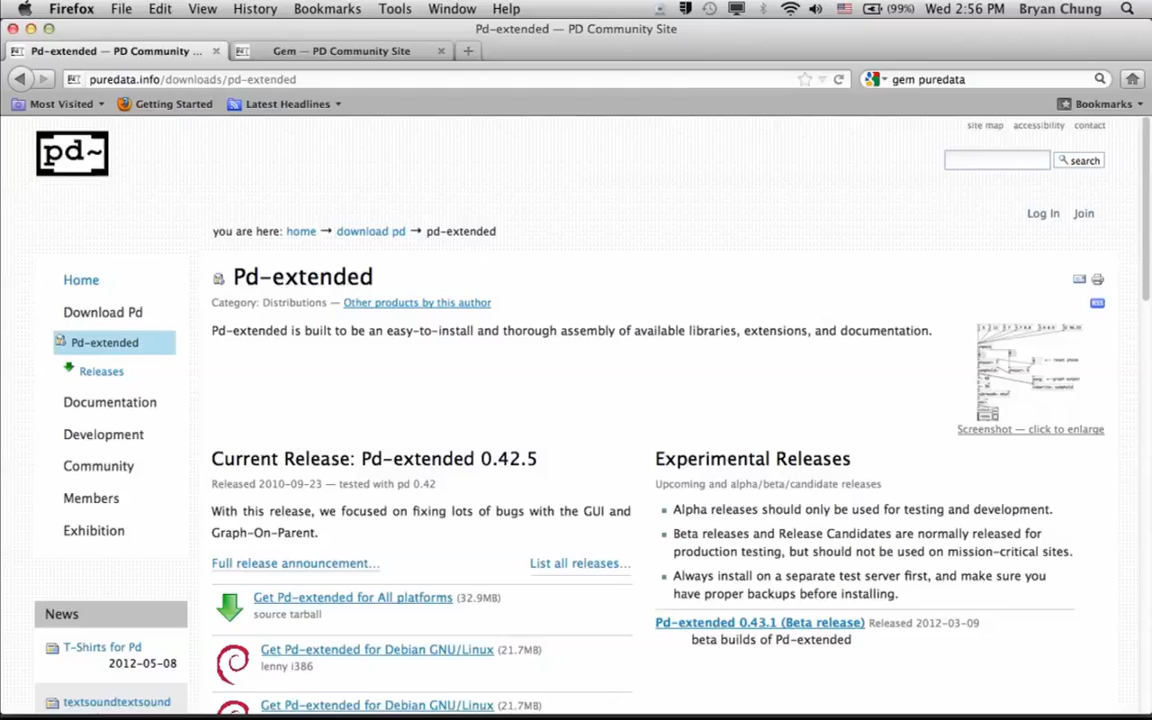 Firefox File Edit View History Bookmarks Tools Window Help (99%) Wed 2:56 PM Bryan Chung
Pd-extended — PD Community Site
Pd-extended — PD Community ... Gem — PD Community Site
puredata.info/downloads/pd-extended gem puredata
Most Visited Getting Started Latest Headlines Bookmarks
site map accessibility contact
pd~
search
Log In Join
you are here: home → download pd → pd-extended
Home
Download Pd
Pd-extended
Releases
Documentation
Development
Community
Members
Exhibition
News
T-Shirts for Pd
2012-05-08
textsoundtextsound
Pd-extended
Category: Distributions — Other products by this author
RSS
Pd-extended is built to be an easy-to-install and thorough assembly of available libraries, extensions, and documentation.
Screenshot — click to enlarge
Current Release: Pd-extended 0.42.5
Released 2010-09-23 — tested with pd 0.42
With this release, we focused on fixing lots of bugs with the GUI and
Graph-On-Parent.
Full release announcement... List all releases...
Get Pd-extended for All platforms (32.9MB)
source tarball
Get Pd-extended for Debian GNU/Linux (21.7MB)
lenny i386
Get Pd-extended for Debian GNU/Linux (21.7MB)
Experimental Releases
Upcoming and alpha/beta/candidate releases
Alpha releases should only be used for testing and development.
Beta releases and Release Candidates are normally released for
production testing, but should not be used on mission-critical sites.
Always install on a separate test server first, and make sure you
have proper backups before installing.
Pd-extended 0.43.1 (Beta release) Released 2012-03-09
beta builds of Pd-extended